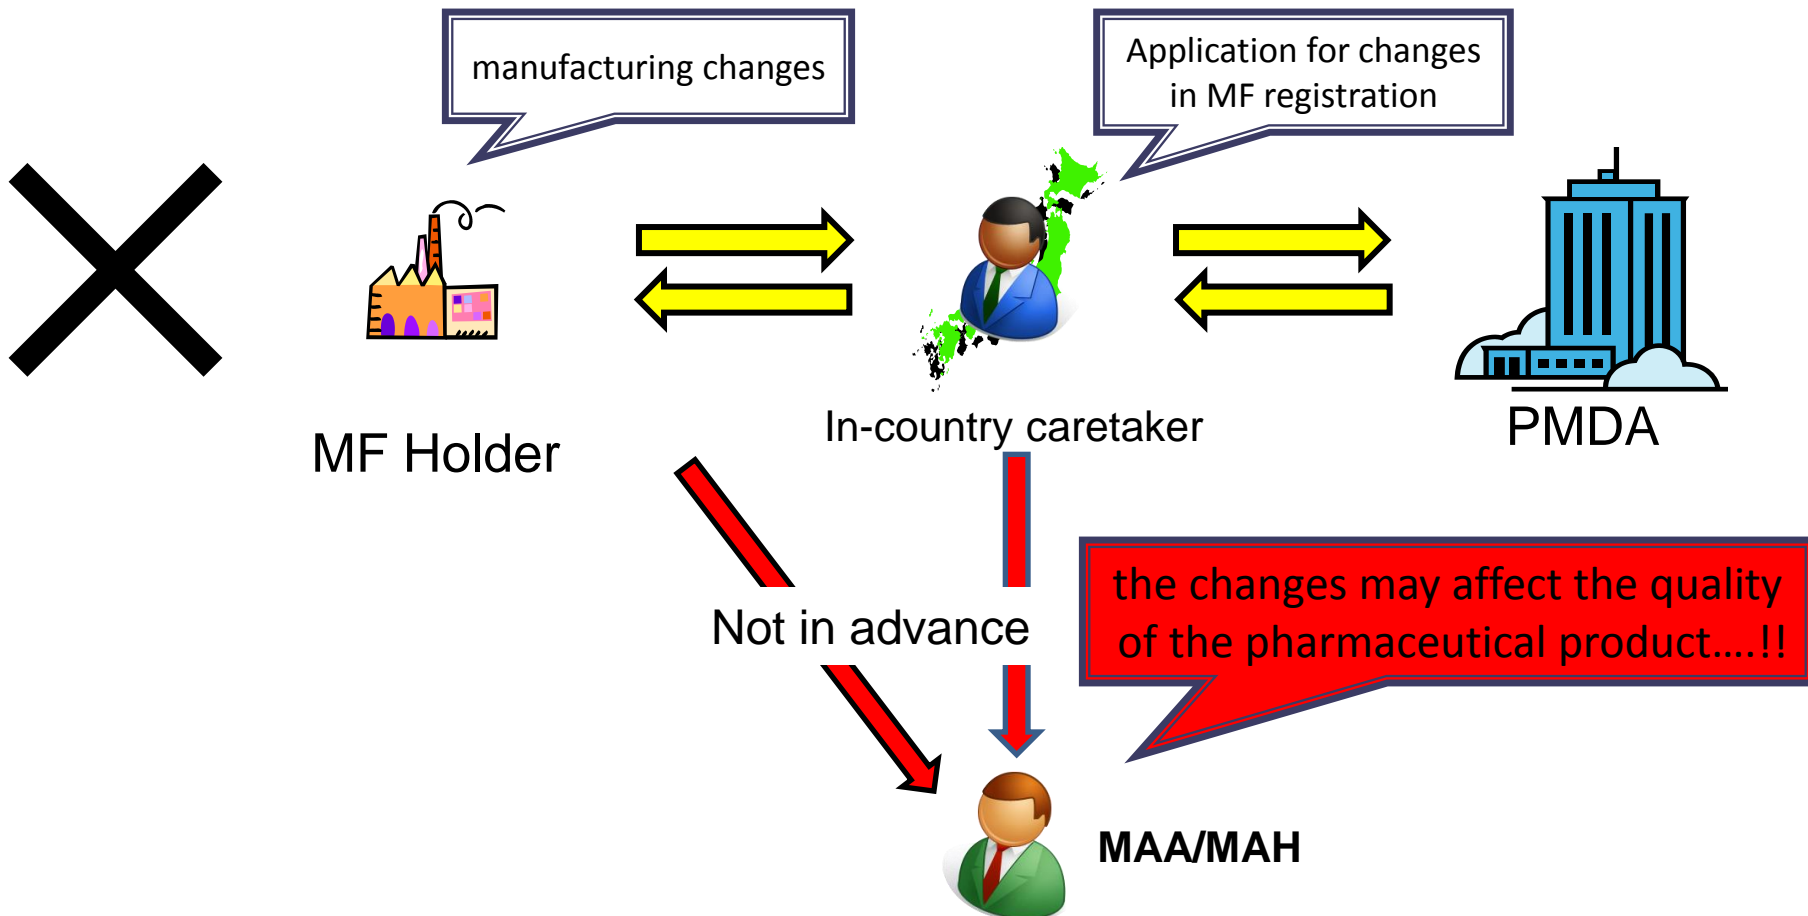 manufacturing changes
Application for changes
in MF registration
MF Holder
In-country caretaker
PMDA
Not in advance
the changes may affect the quality
of the pharmaceutical product....!!
MAA/MAH